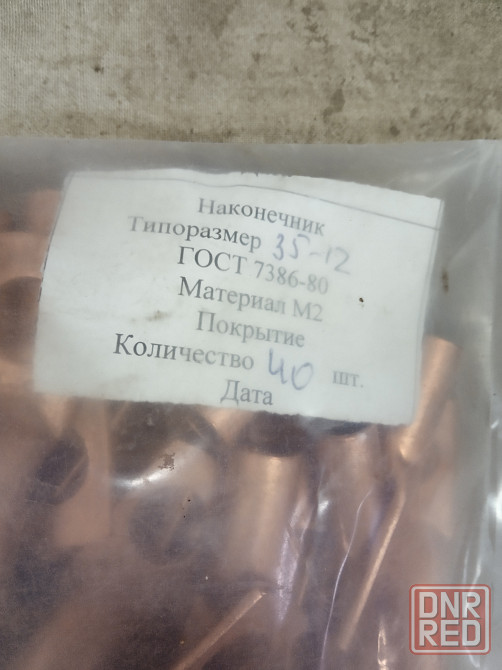 Наконечник
Типоразмер 35-12
ГОСТ 7386-80
Материал М2
Покрытие
Количество 40 шт.
Дата
DNR
RED